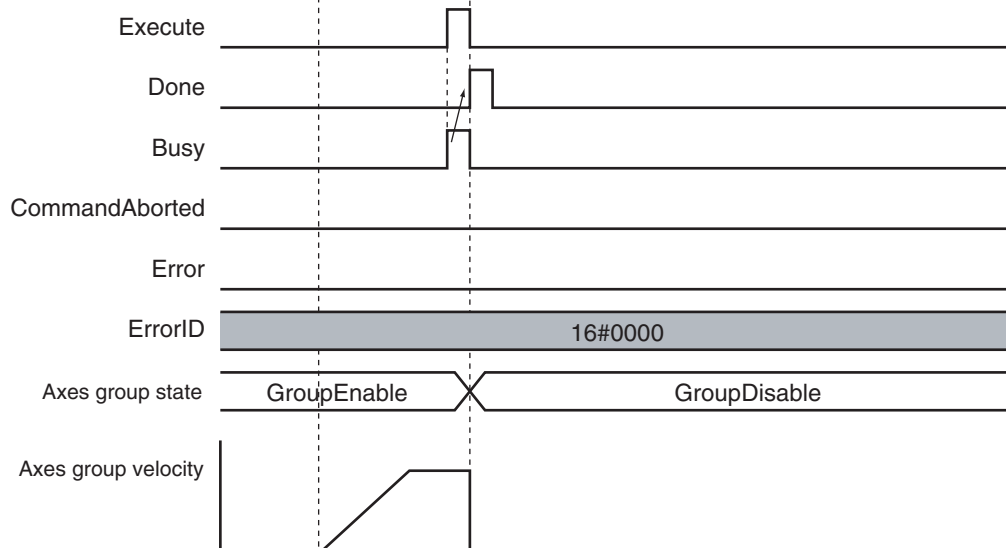 Execute
Done
Busy
CommandAborted
Error
ErrorID
16#0000
Axes group state
GroupEnable
GroupDisable
Axes group velocity